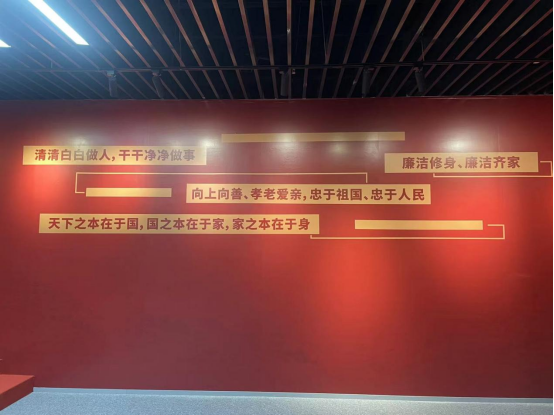 清清白白做人，干干净净做事
廉洁修身、廉洁齐家
向上向善、孝老爱亲，忠于祖国、忠于人民
天下之本在于国，国之本在于家，家之本在于身